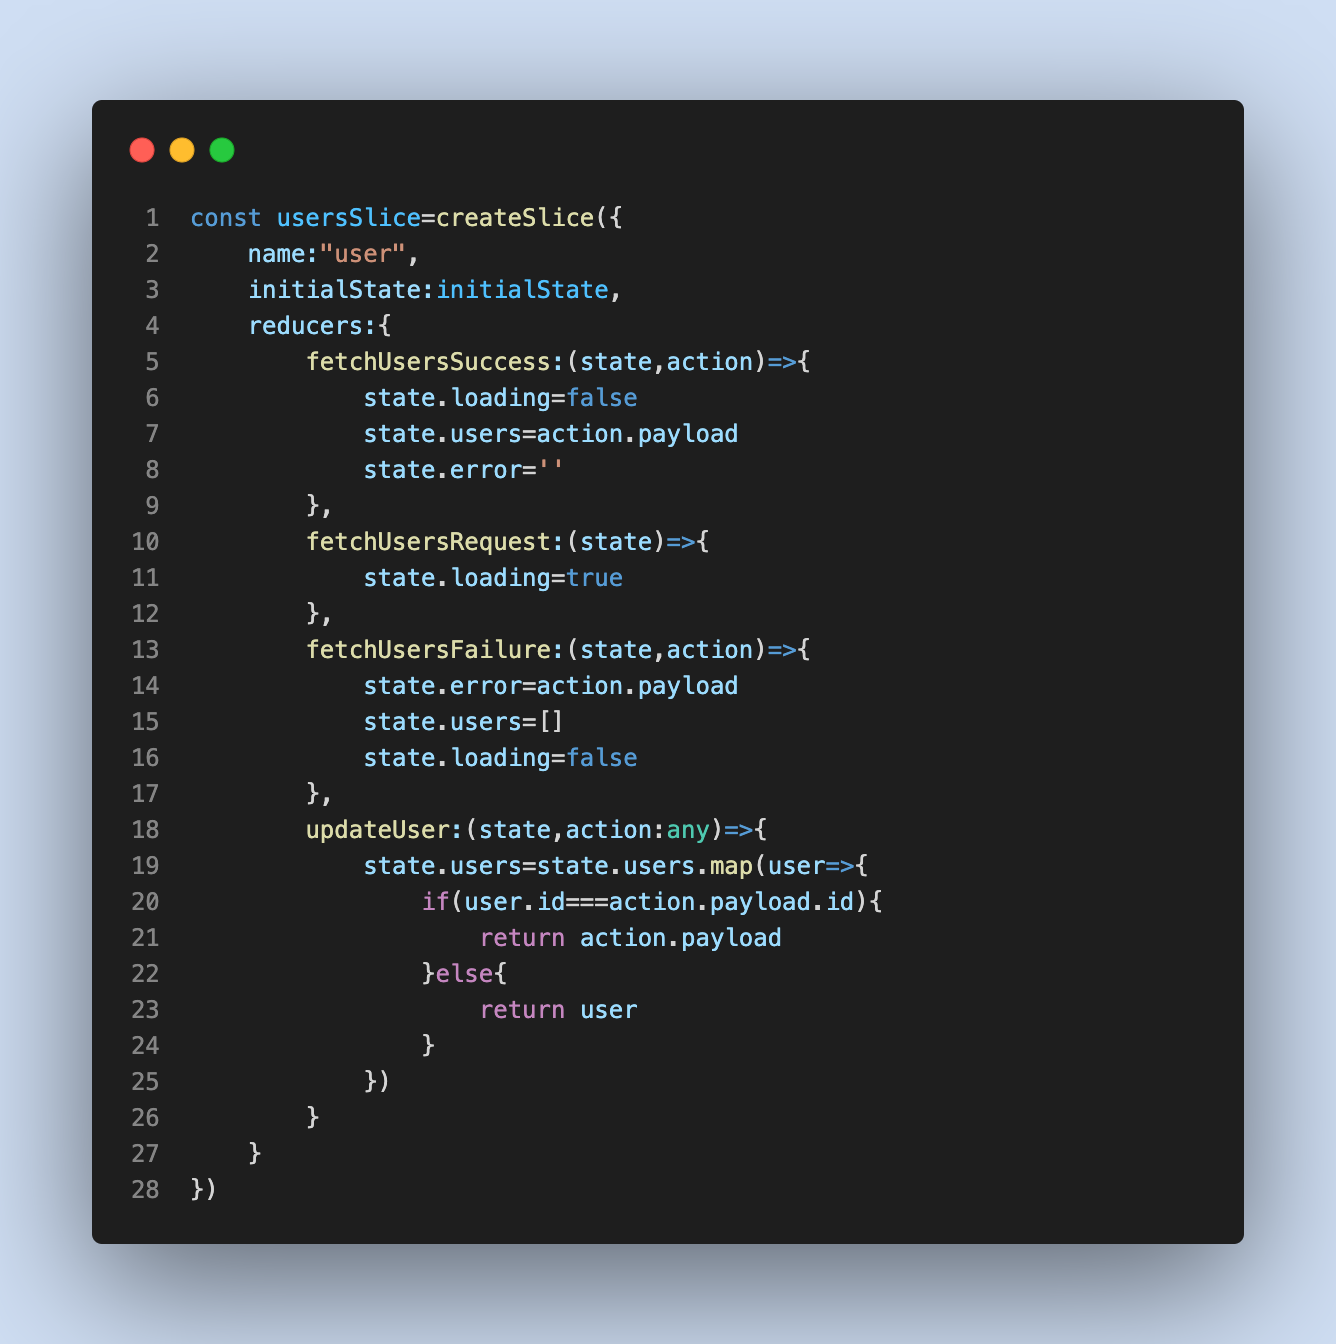 1 const usersSlice=createSlice({
2     name:"user",
3     initialState:initialState,
4     reducers:{
5         fetchUsersSuccess:(state,action)=>{
6             state.loading=false
7             state.users=action.payload
8             state.error=''
9         },
10         fetchUsersRequest:(state)=>{
11             state.loading=true
12         },
13         fetchUsersFailure:(state,action)=>{
14             state.error=action.payload
15             state.users=[]
16             state.loading=false
17         },
18         updateUser:(state,action:any)=>{
19             state.users=state.users.map(user=>{
20                 if(user.id===action.payload.id){
21                     return action.payload
22                 }else{
23                     return user
24                 }
25             })
26         }
27     }
28 })